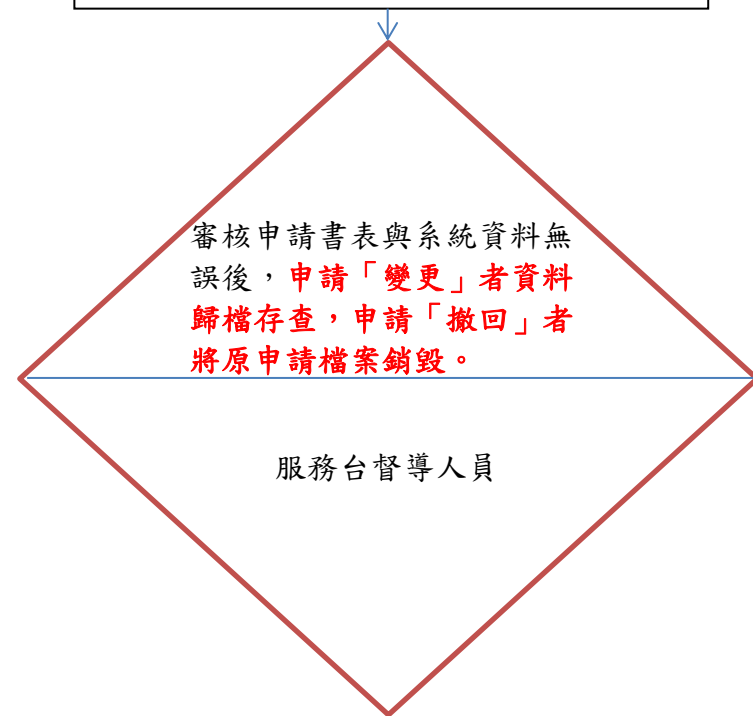 審核申請書表與系統資料無
誤後，申請「變更」者資料
歸檔存查，申請「撤回」者
將原申請檔案銷毀。
服務台督導人員